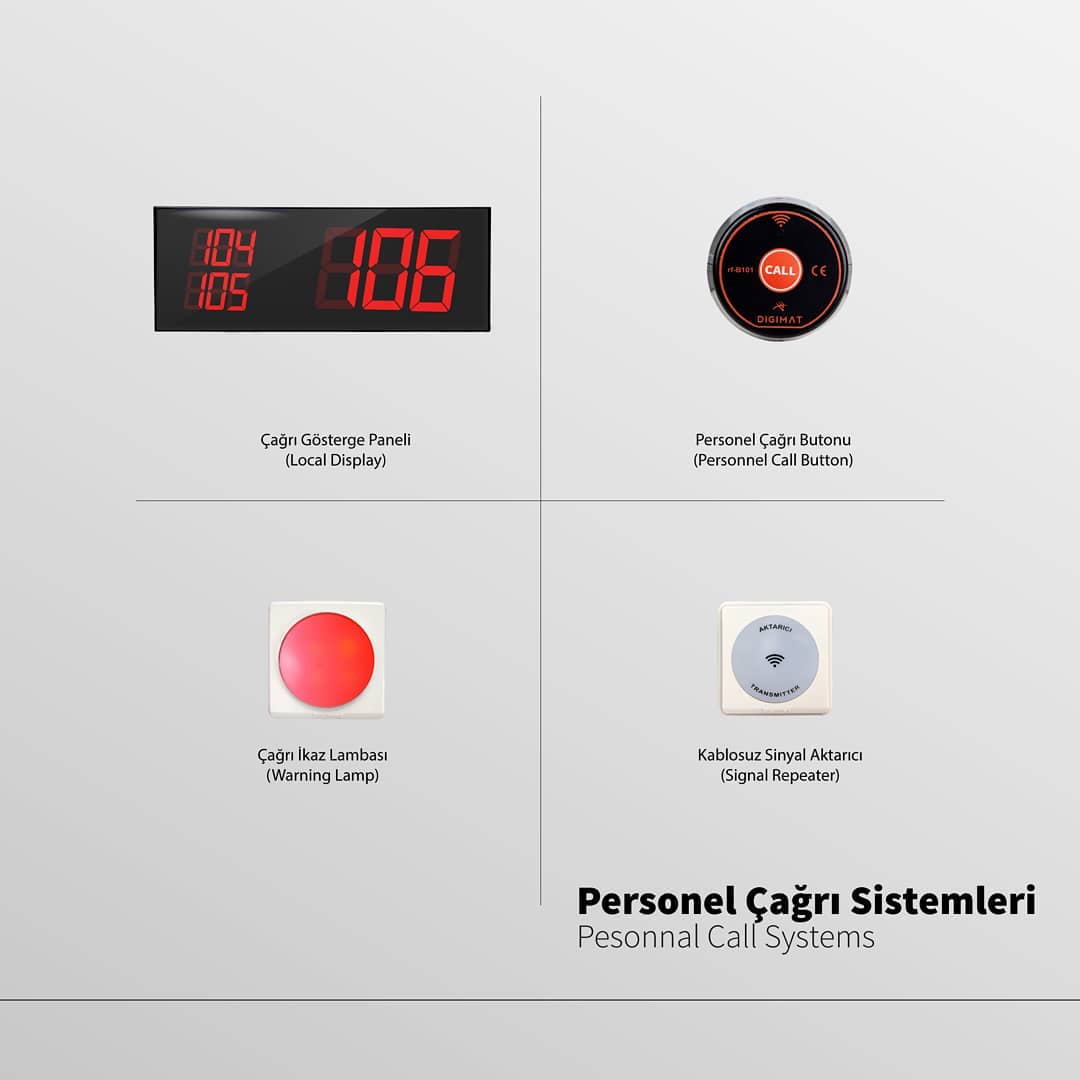 104
105
106
rf-B101
CALL
CE
DIGIMAT
Çağrı Gösterge Paneli
(Local Display)
Personel Çağrı Butonu
(Personnel Call Button)
AKTARICI
TRANSMITTER
Çağrı İkaz Lambası
(Warning Lamp)
Kablosuz Sinyal Aktarıcı
(Signal Repeater)
Personel Çağrı Sistemleri
Pesonnal Call Systems